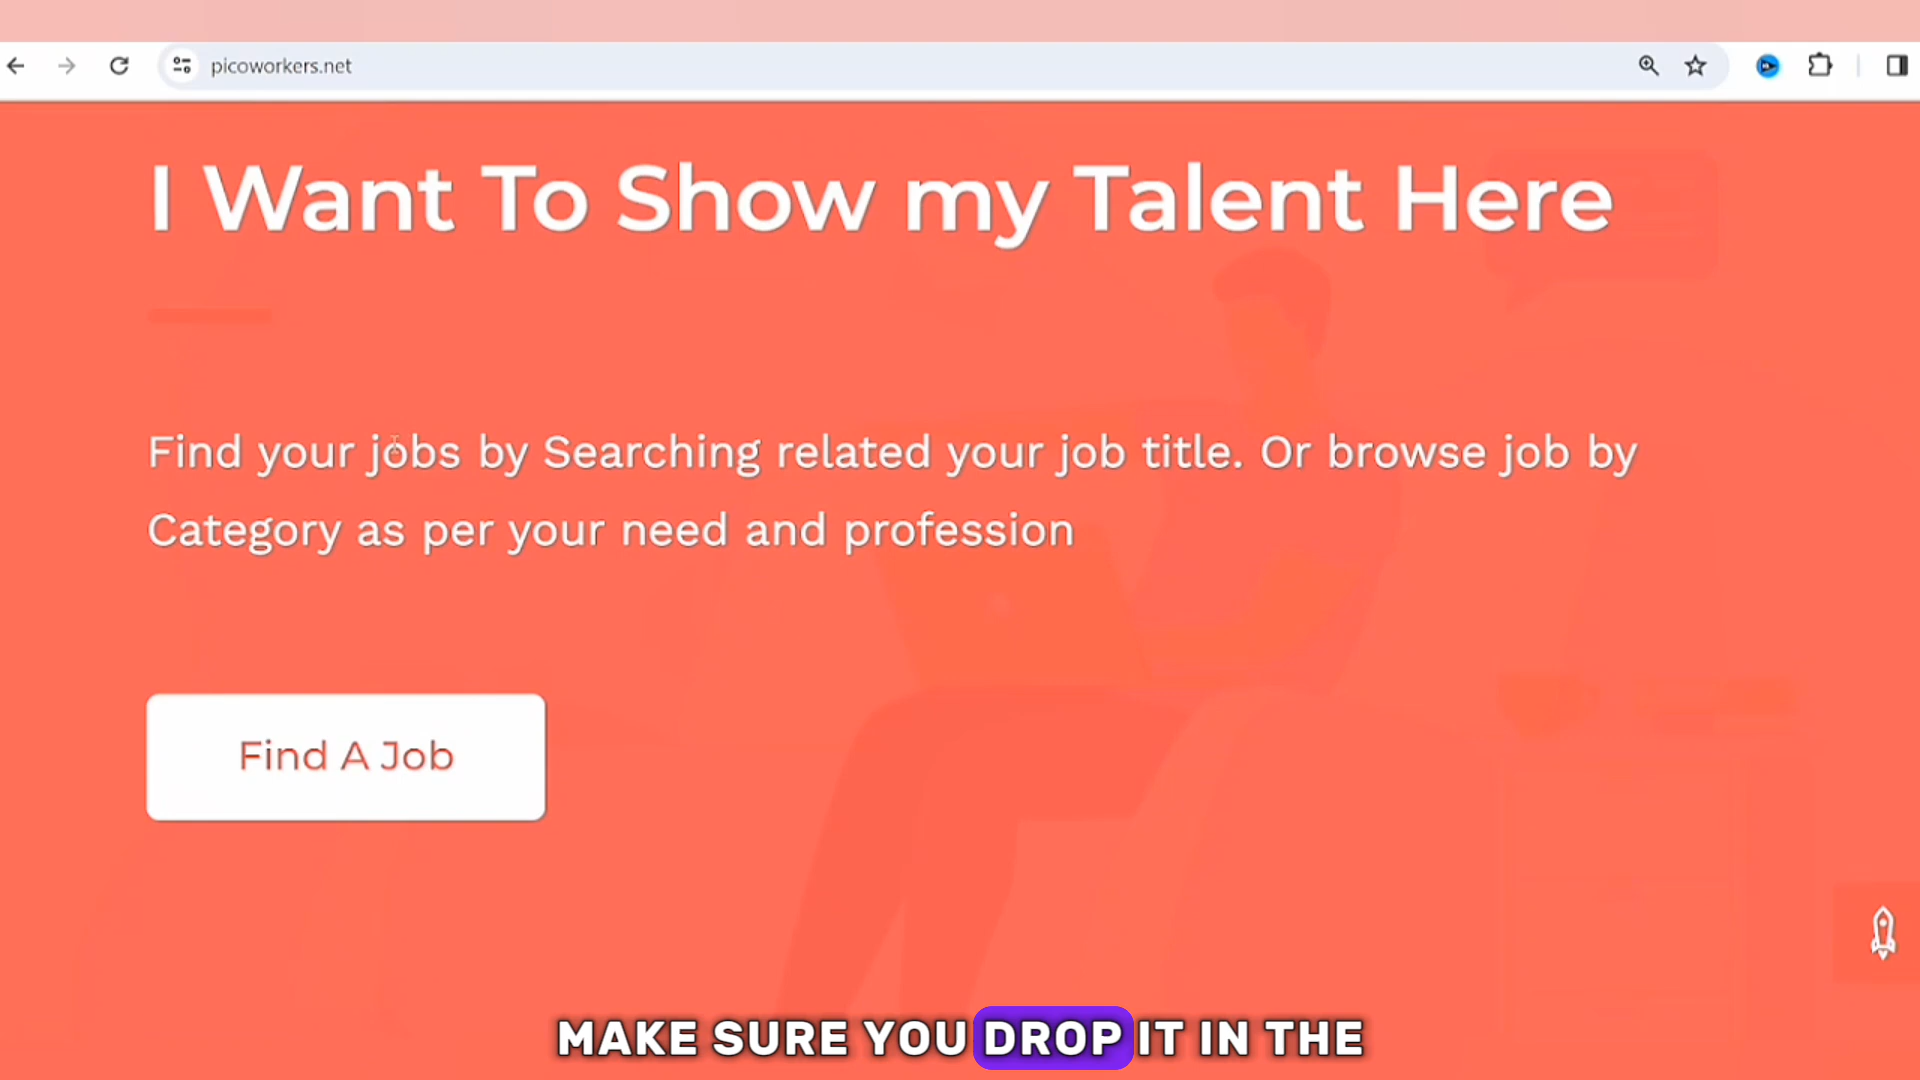 picoworkers.net
I Want To Show my Talent Here
Find your jobs by Searching related your job title. Or browse job by
Category as per your need and profession
Find A Job
MAKE SURE YOU DROP IT IN THE